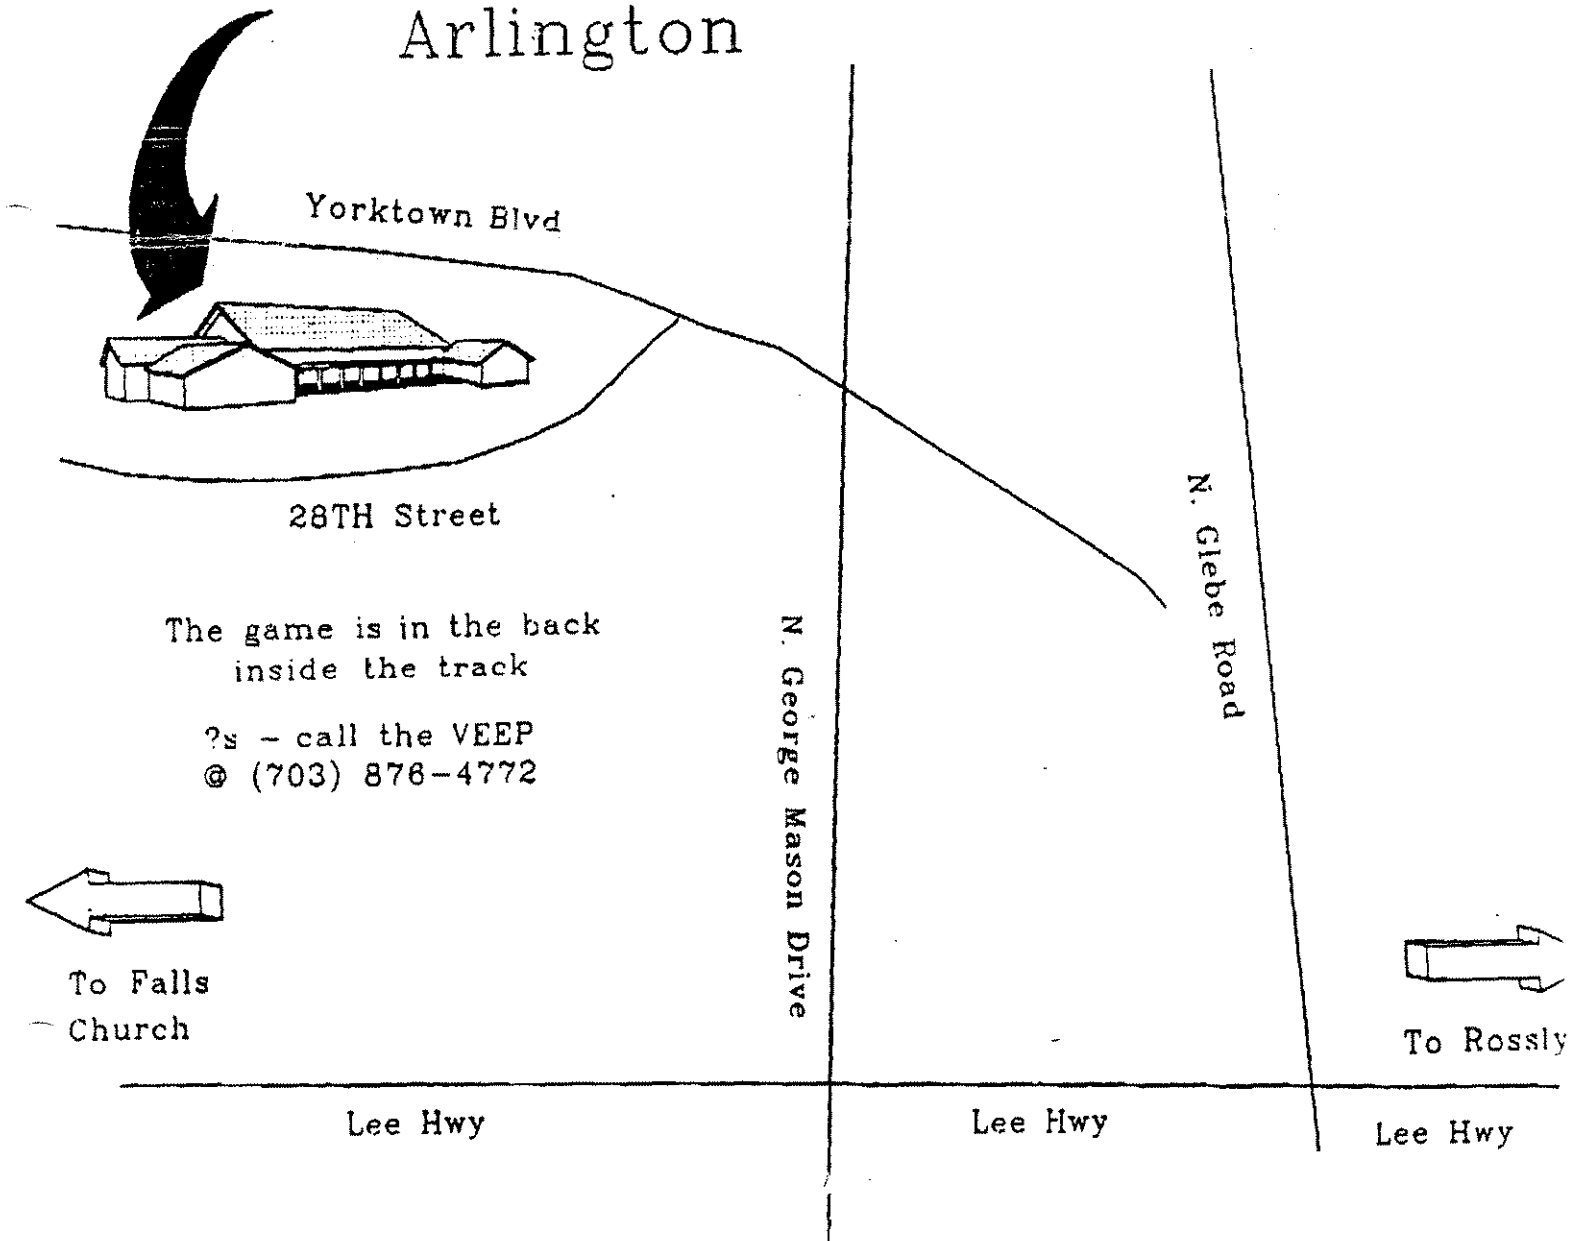 Arlington
Yorktown Blvd
28TH Street
The game is in the back
inside the track
?s - call the VEEP
@ (703) 876-4772
N. George Mason Drive
N. Glebe Road
To Falls
Church
To Rossly
Lee Hwy
Lee Hwy
Lee Hwy